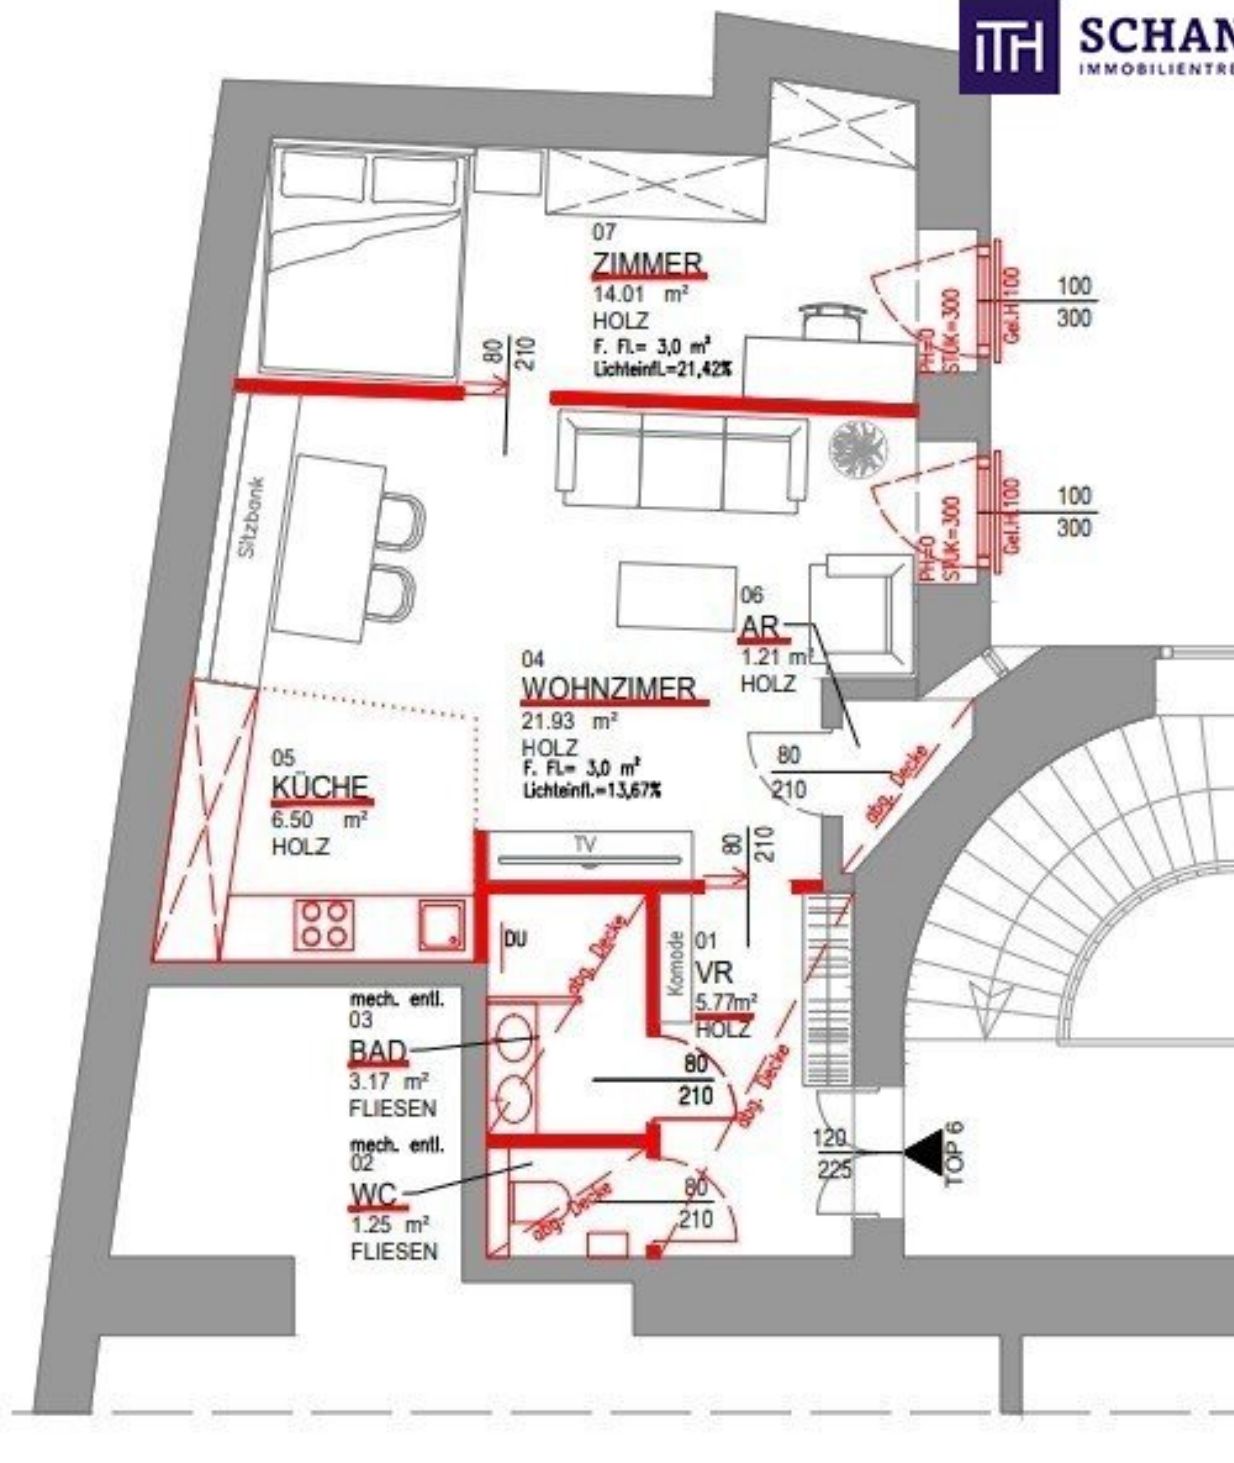 iTH SCHAN
IMMOBILIENTRE
07
ZIMMER
14.01 m²
HOLZ
F. Fl.= 3,0 m²
Lichteinfl.=21,42%
80
210
PH=0
STUK=300
Gel.H.100
100
300
Sitzbank
PH=0
STUK=300
Gel.H.100
100
300
06
AR
1.21 m²
HOLZ
04
WOHNZIMER
21.93 m²
HOLZ
F. Fl.= 3,0 m²
Lichteinfl.=13,67%
05
KÜCHE
6.50 m²
HOLZ
80
210
abg. Decke
TV
80
210
DU
abg. Decke
Komode
01
VR
5.77m²
HOLZ
mech. entl.
03
BAD
3.17 m²
FLIESEN
80
210
abg. Decke
mech. entl.
02
WC
1.25 m²
FLIESEN
abg. Decke
80
210
120
225
TOP 6